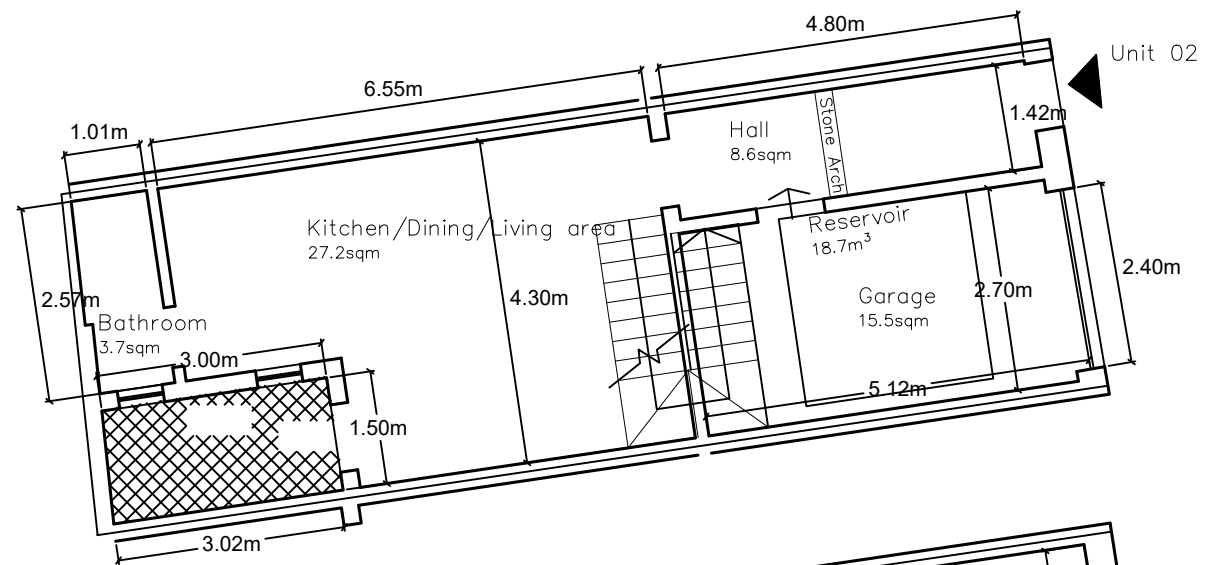 4.80m
Unit 02
6.55m
1.01m
1.42m
Hall
8.6sqm
Stone Arch
Kitchen/Dining/Living area
27.2sqm
Reservoir
18.7m³
2.40m
2.57m
4.30m
Garage
15.5sqm
2.70m
Bathroom
3.7sqm
3.00m
5.12m
1.50m
3.02m